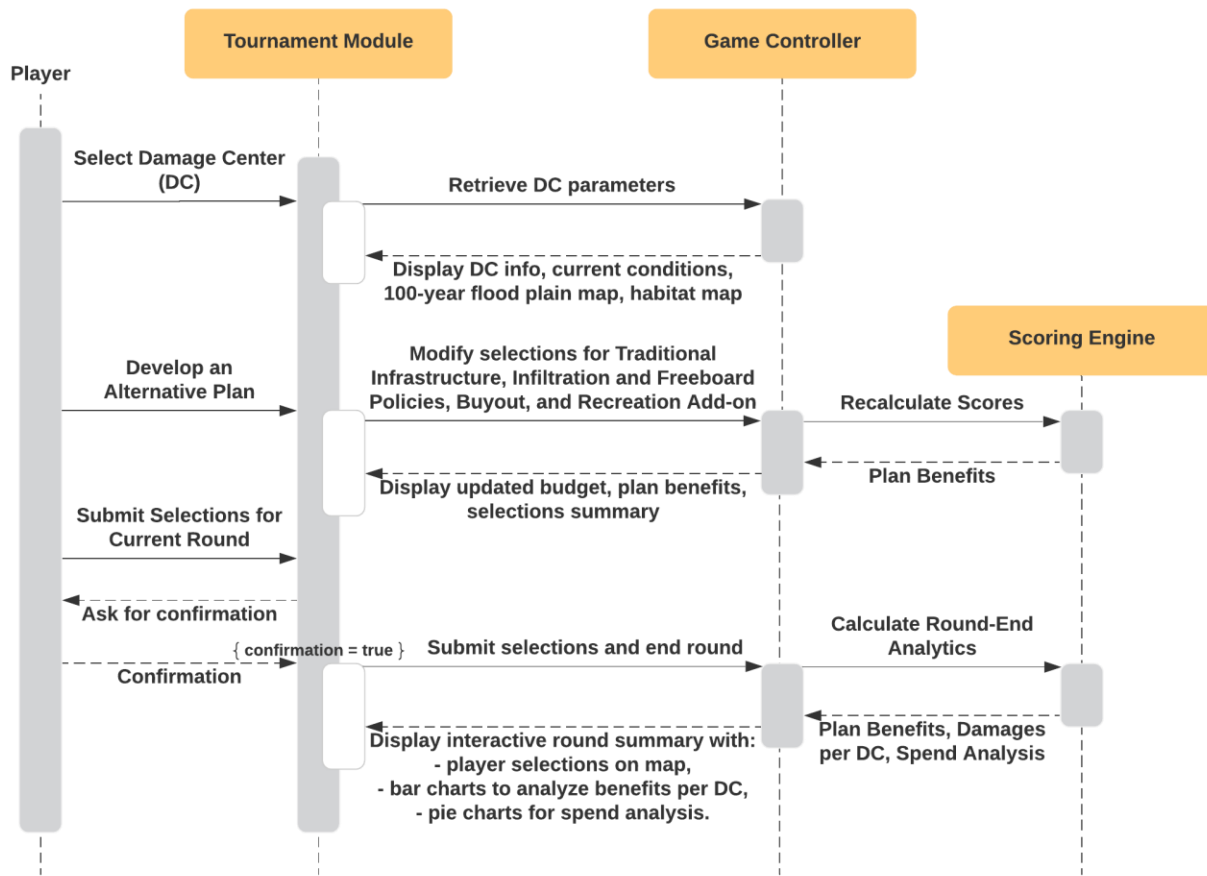 Tournament Module
Game Controller
Player
Select Damage Center
(DC)
Retrieve DC parameters
Display DC info, current conditions,
100-year flood plain map, habitat map
Scoring Engine
Develop an
Alternative Plan
Modify selections for Traditional
Infrastructure, Infiltration and Freeboard
Policies, Buyout, and Recreation Add-on
Recalculate Scores
Plan Benefits
Display updated budget, plan benefits,
selections summary
Submit Selections for
Current Round
Ask for confirmation
{ confirmation = true }
Confirmation
Submit selections and end round
Calculate Round-End
Analytics
Plan Benefits, Damages
per DC, Spend Analysis
Display interactive round summary with:
- player selections on map,
- bar charts to analyze benefits per DC,
- pie charts for spend analysis.